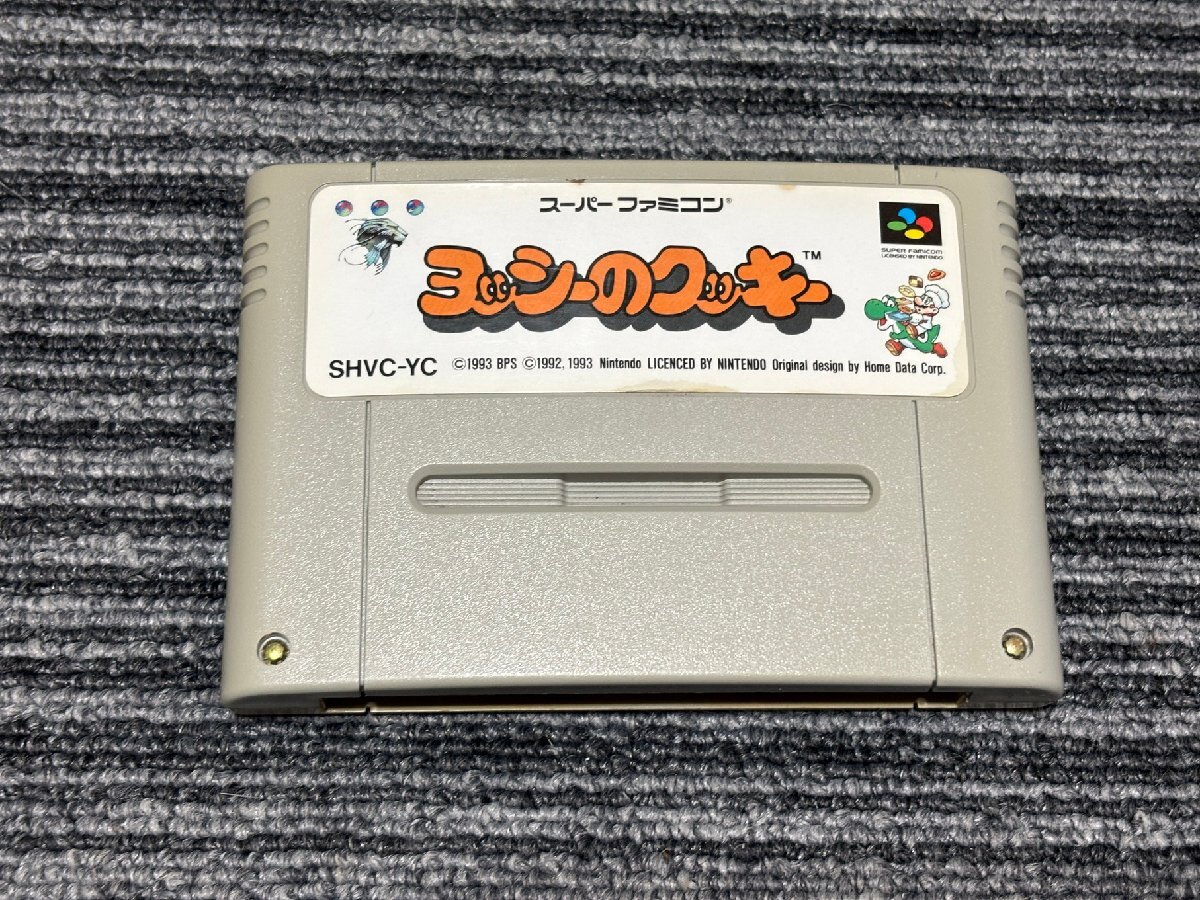 スーパーファミコン®
ヨッシーのクッキー™
SUPER FAMICOM
LICENSED BY NINTENDO
SHVC-YC
©1993 BPS ©1992, 1993 Nintendo LICENCED BY NINTENDO Original design by Home Data Corp.